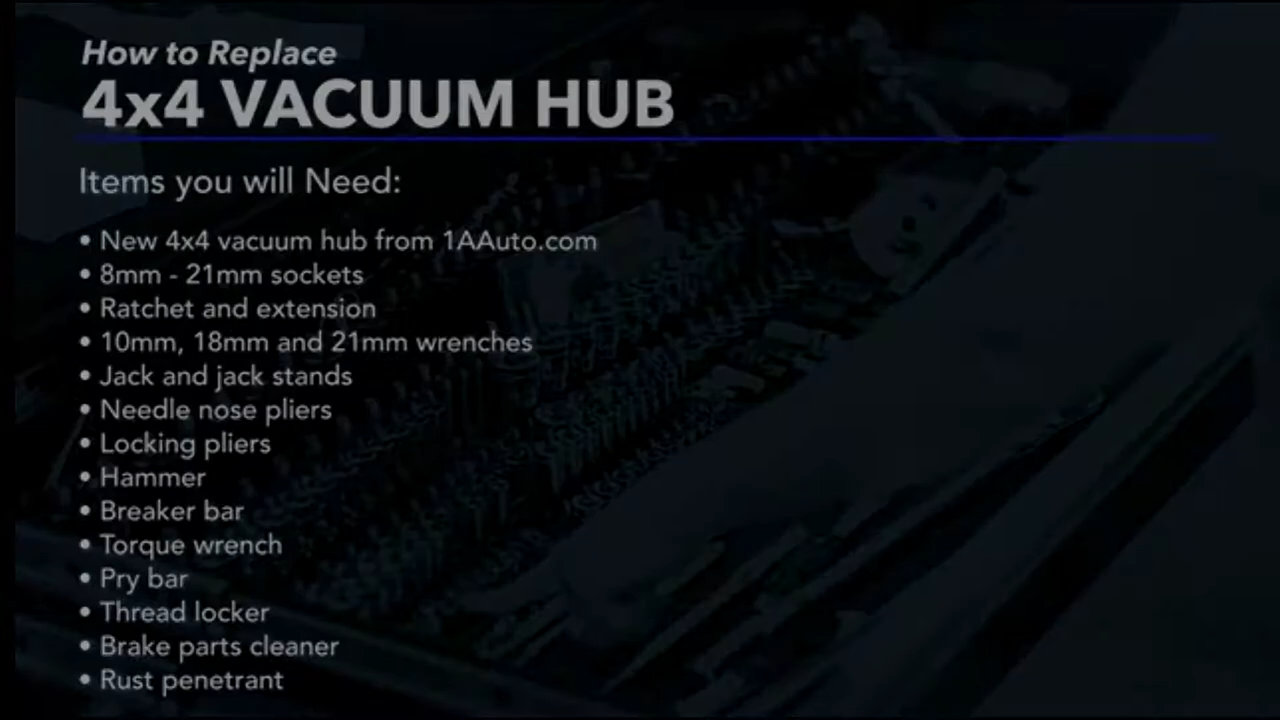 How to Replace
4x4 VACUUM HUB
Items you will Need:
• New 4x4 vacuum hub from 1AAuto.com
• 8mm - 21mm sockets
• Ratchet and extension
• 10mm, 18mm and 21mm wrenches
• Jack and jack stands
• Needle nose pliers
• Locking pliers
• Hammer
• Breaker bar
• Torque wrench
• Pry bar
• Thread locker
• Brake parts cleaner
• Rust penetrant